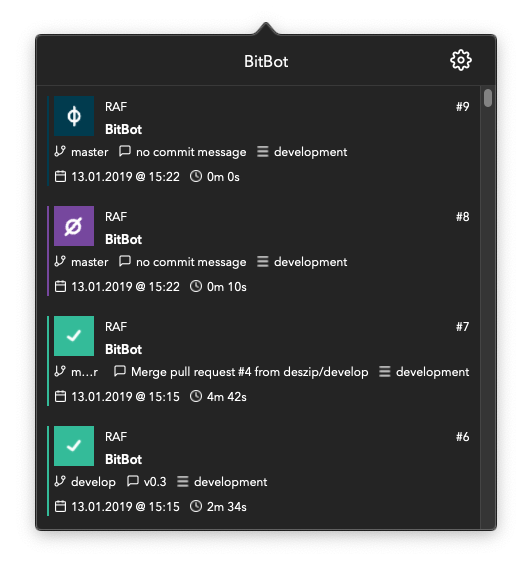 BitBot
RAF #9
BitBot
master no commit message development
13.01.2019 @ 15:22 0m 0s
RAF #8
BitBot
master no commit message development
13.01.2019 @ 15:22 0m 10s
RAF #7
BitBot
m...r Merge pull request #4 from deszip/develop development
13.01.2019 @ 15:15 4m 42s
RAF #6
BitBot
develop v0.3 development
13.01.2019 @ 15:15 2m 34s